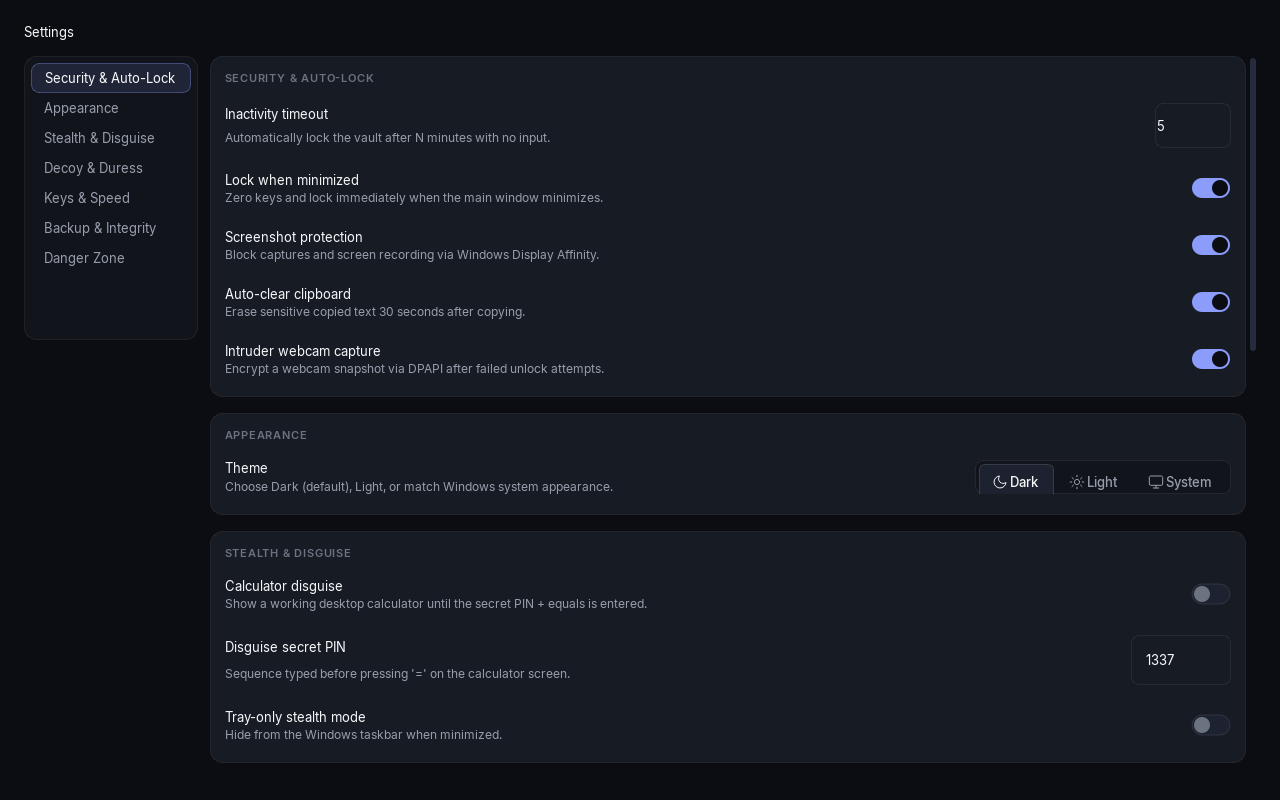 Settings
Security & Auto-Lock
Appearance
Stealth & Disguise
Decoy & Duress
Keys & Speed
Backup & Integrity
Danger Zone
SECURITY & AUTO-LOCK
Inactivity timeout
Automatically lock the vault after N minutes with no input.
5
Lock when minimized
Zero keys and lock immediately when the main window minimizes.
Screenshot protection
Block captures and screen recording via Windows Display Affinity.
Auto-clear clipboard
Erase sensitive copied text 30 seconds after copying.
Intruder webcam capture
Encrypt a webcam snapshot via DPAPI after failed unlock attempts.
APPEARANCE
Theme
Choose Dark (default), Light, or match Windows system appearance.
Dark Light System
STEALTH & DISGUISE
Calculator disguise
Show a working desktop calculator until the secret PIN + equals is entered.
Disguise secret PIN
Sequence typed before pressing '=' on the calculator screen.
1337
Tray-only stealth mode
Hide from the Windows taskbar when minimized.